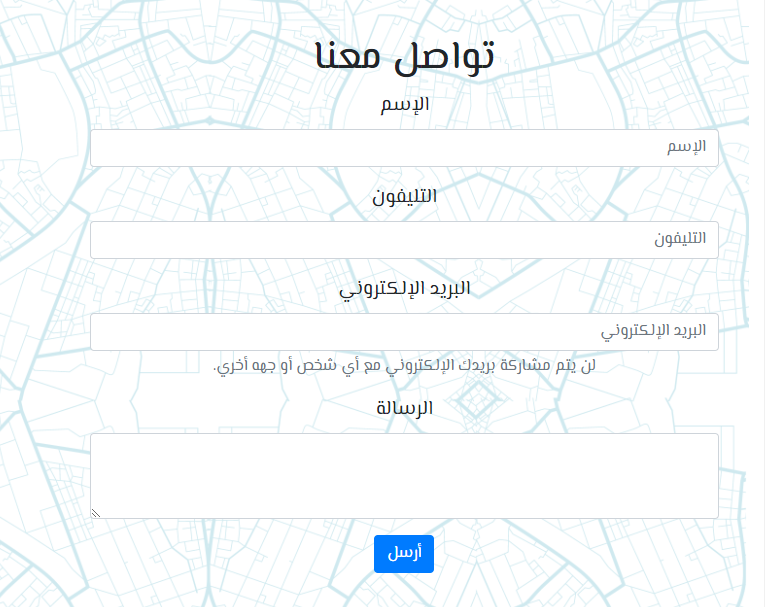 تواصل معنا
الإسم
الإسم
التليفون
التليفون
البريد الإلكتروني
البريد الإلكتروني
لن يتم مشاركة بريدك الإلكتروني مع أي شخص أو جهه أخري.
الرسالة
أرسل